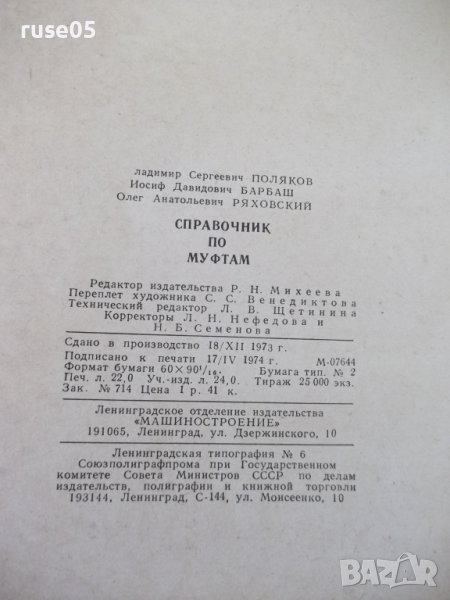 ruse05
ладимир Сергеевич ПОЛЯКОВ
Иосиф Давидович БАРБАШ
Олег Анатольевич РЯХОВСКИЙ
СПРАВОЧНИК
ПО
МУФТАМ
Редактор издательства Р. Н. Михеева
Переплет художника С. С. Венедиктова
Технический редактор Л. В. Щетинина
Корректоры Л. Н. Нефедова и
Н. Б. Семенова
Сдано в производство 18/XII 1973 г.
Подписано к печати 17/IV 1974 г. М-07644
Формат бумаги 60×90¹/₁₆. Бумага тип. № 2
Печ. л. 22,0 Уч.-изд. л. 24,0. Тираж 25 000 экз.
Зак. № 714 Цена 1 р. 41 к.
Ленинградское отделение издательства
«МАШИНОСТРОЕНИЕ»
191065, Ленинград, ул. Дзержинского, 10
Ленинградская типография № 6
Союзполиграфпрома при Государственном
комитете Совета Министров СССР по делам
издательств, полиграфии и книжной торговли
193144, Ленинград, С-144, ул. Моисеенко, 10
BAZAR.bg